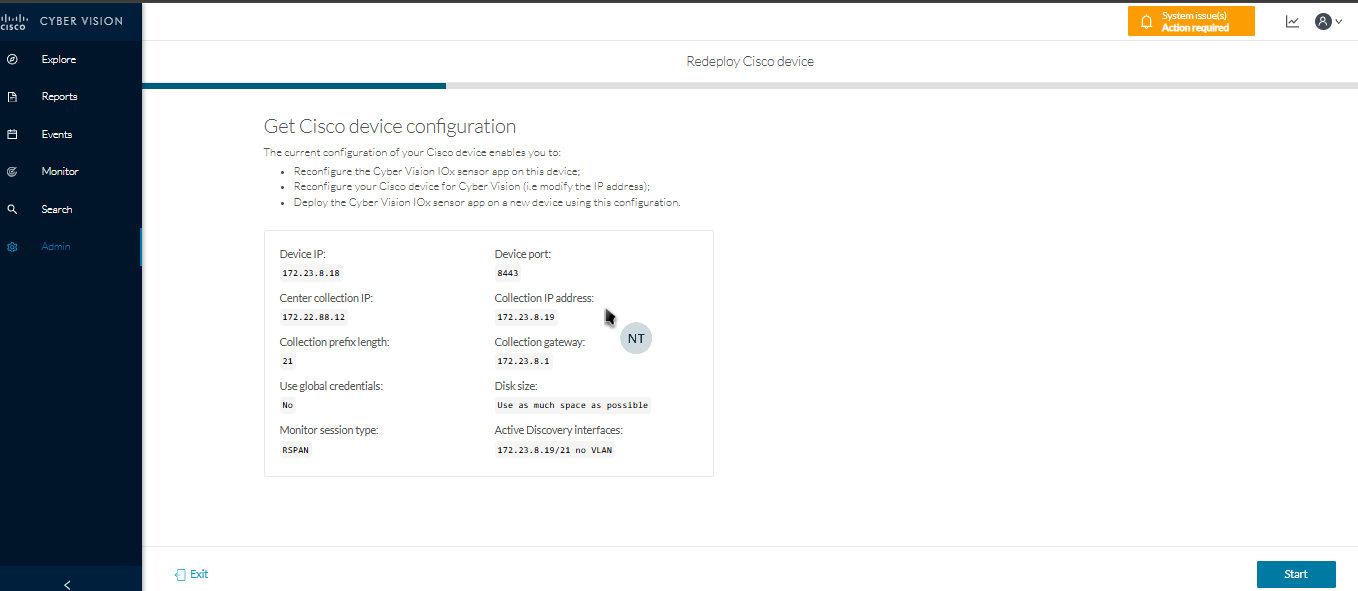 CISCO
CYBER VISION
System issue(s)
Action required
Explore
Reports
Events
Monitor
Search
Admin
Redeploy Cisco device
Get Cisco device configuration
The current configuration of your Cisco device enables you to:
• Reconfigure the Cyber Vision IOx sensor app on this device;
• Reconfigure your Cisco device for Cyber Vision (i.e modify the IP address);
• Deploy the Cyber Vision IOx sensor app on a new device using this configuration.
Device IP:
172.23.8.18
Device port:
8443
Center collection IP:
172.22.88.12
Collection IP address:
172.23.8.19
NT
Collection prefix length:
21
Collection gateway:
172.23.8.1
Use global credentials:
No
Disk size:
Use as much space as possible
Monitor session type:
RSPAN
Active Discovery interfaces:
172.23.8.19/21 no VLAN
Exit
Start